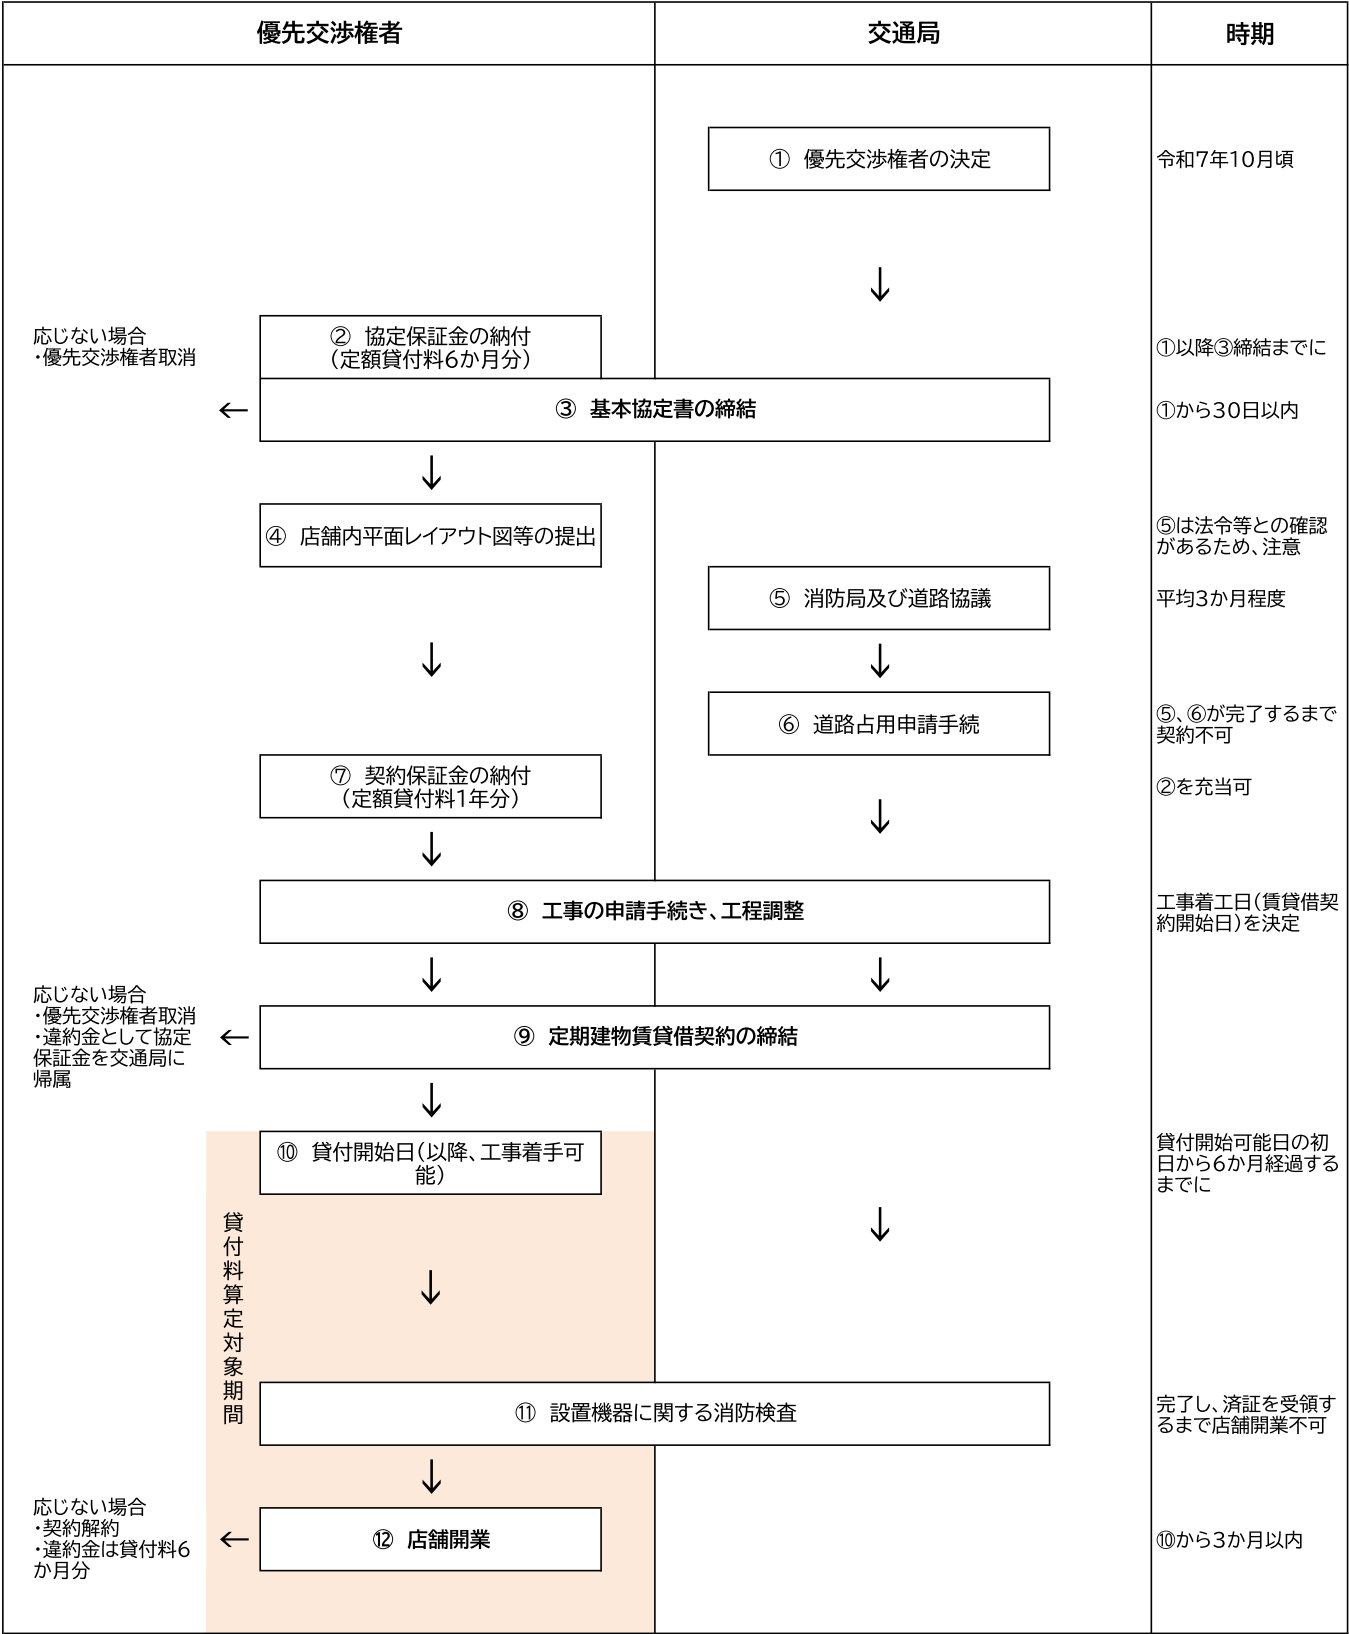 優先交渉権者
交通局
時期
① 優先交渉権者の決定
令和7年10月頃
↓
応じない場合
・優先交渉権者取消
② 協定保証金の納付
（定額貸付料6か月分）
①以降③締結までに
←
③ 基本協定書の締結
①から30日以内
↓
④ 店舗内平面レイアウト図等の提出
⑤は法令等との確認
があるため、注意
⑤ 消防局及び道路協議
平均3か月程度
↓
↓
⑥ 道路占用申請手続
⑤、⑥が完了するまで
契約不可
⑦ 契約保証金の納付
（定額貸付料1年分）
②を充当可
↓
↓
⑧ 工事の申請手続き、工程調整
工事着工日（賃貸借契
約開始日）を決定
↓
↓
応じない場合
・優先交渉権者取消
・違約金として協定
保証金を交通局に
帰属
←
⑨ 定期建物賃貸借契約の締結
↓
⑩ 貸付開始日（以降、工事着手可
能）
貸付開始可能日の初
日から6か月経過する
までに
貸付料算定対象期間
↓
↓
⑪ 設置機器に関する消防検査
完了し、済証を受領す
るまで店舗開業不可
↓
応じない場合
・契約解約
・違約金は貸付料6
か月分
←
⑫ 店舗開業
⑩から3か月以内